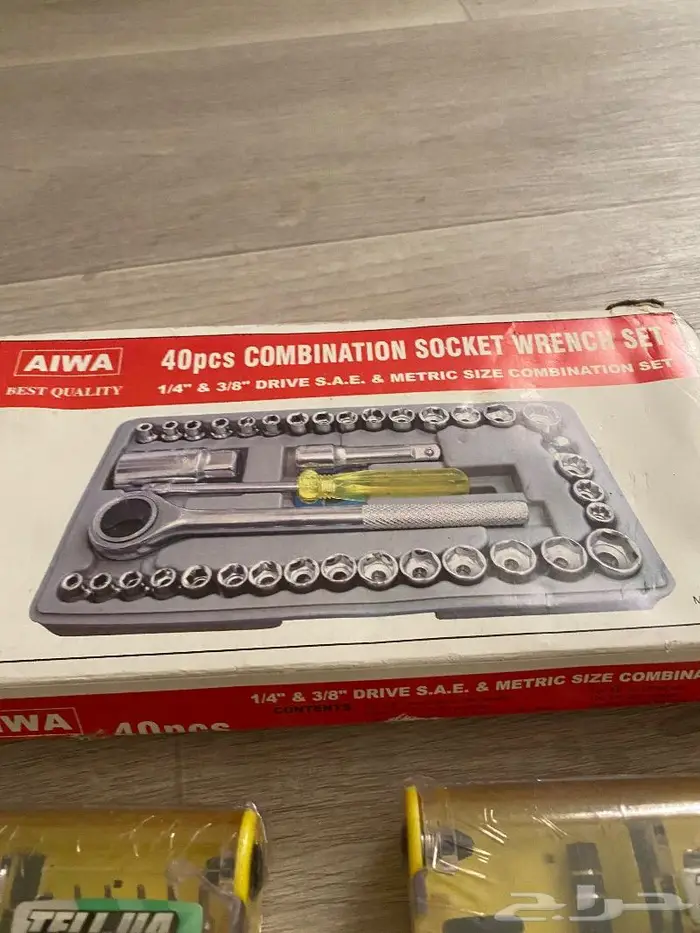 AIWA
BEST QUALITY
40pcs COMBINATION SOCKET WRENCH SET
1/4" & 3/8" DRIVE S.A.E. & METRIC SIZE COMBINATION SET
M
1/4" & 3/8" DRIVE S.A.E. & METRIC SIZE COMBINA
CONTENTS
IWA
40pcs
حراج